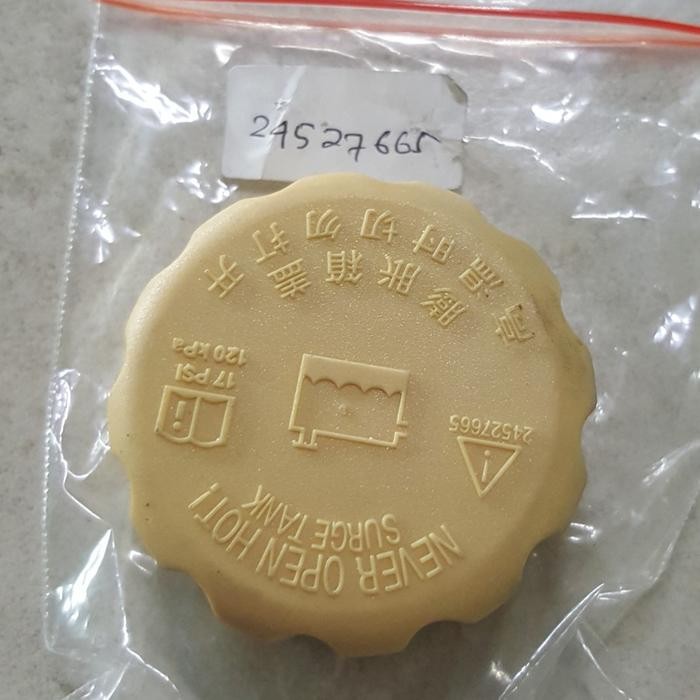 24527665
NEVER OPEN HOT!
SURGE TANK
24527665
17 PSI
120 kPa
膨胀箱盖
高温时切勿打开